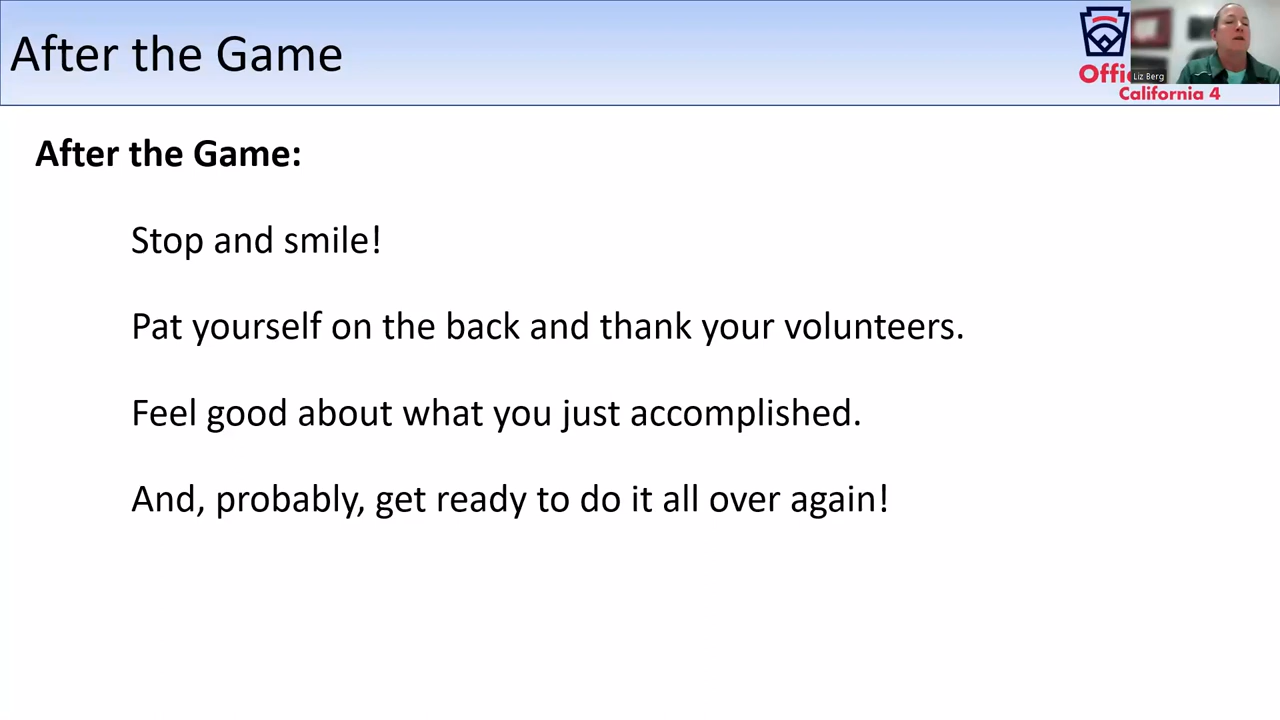 After the Game
Offic
Liz Berg
California 4
After the Game:
Stop and smile!
Pat yourself on the back and thank your volunteers.
Feel good about what you just accomplished.
And, probably, get ready to do it all over again!